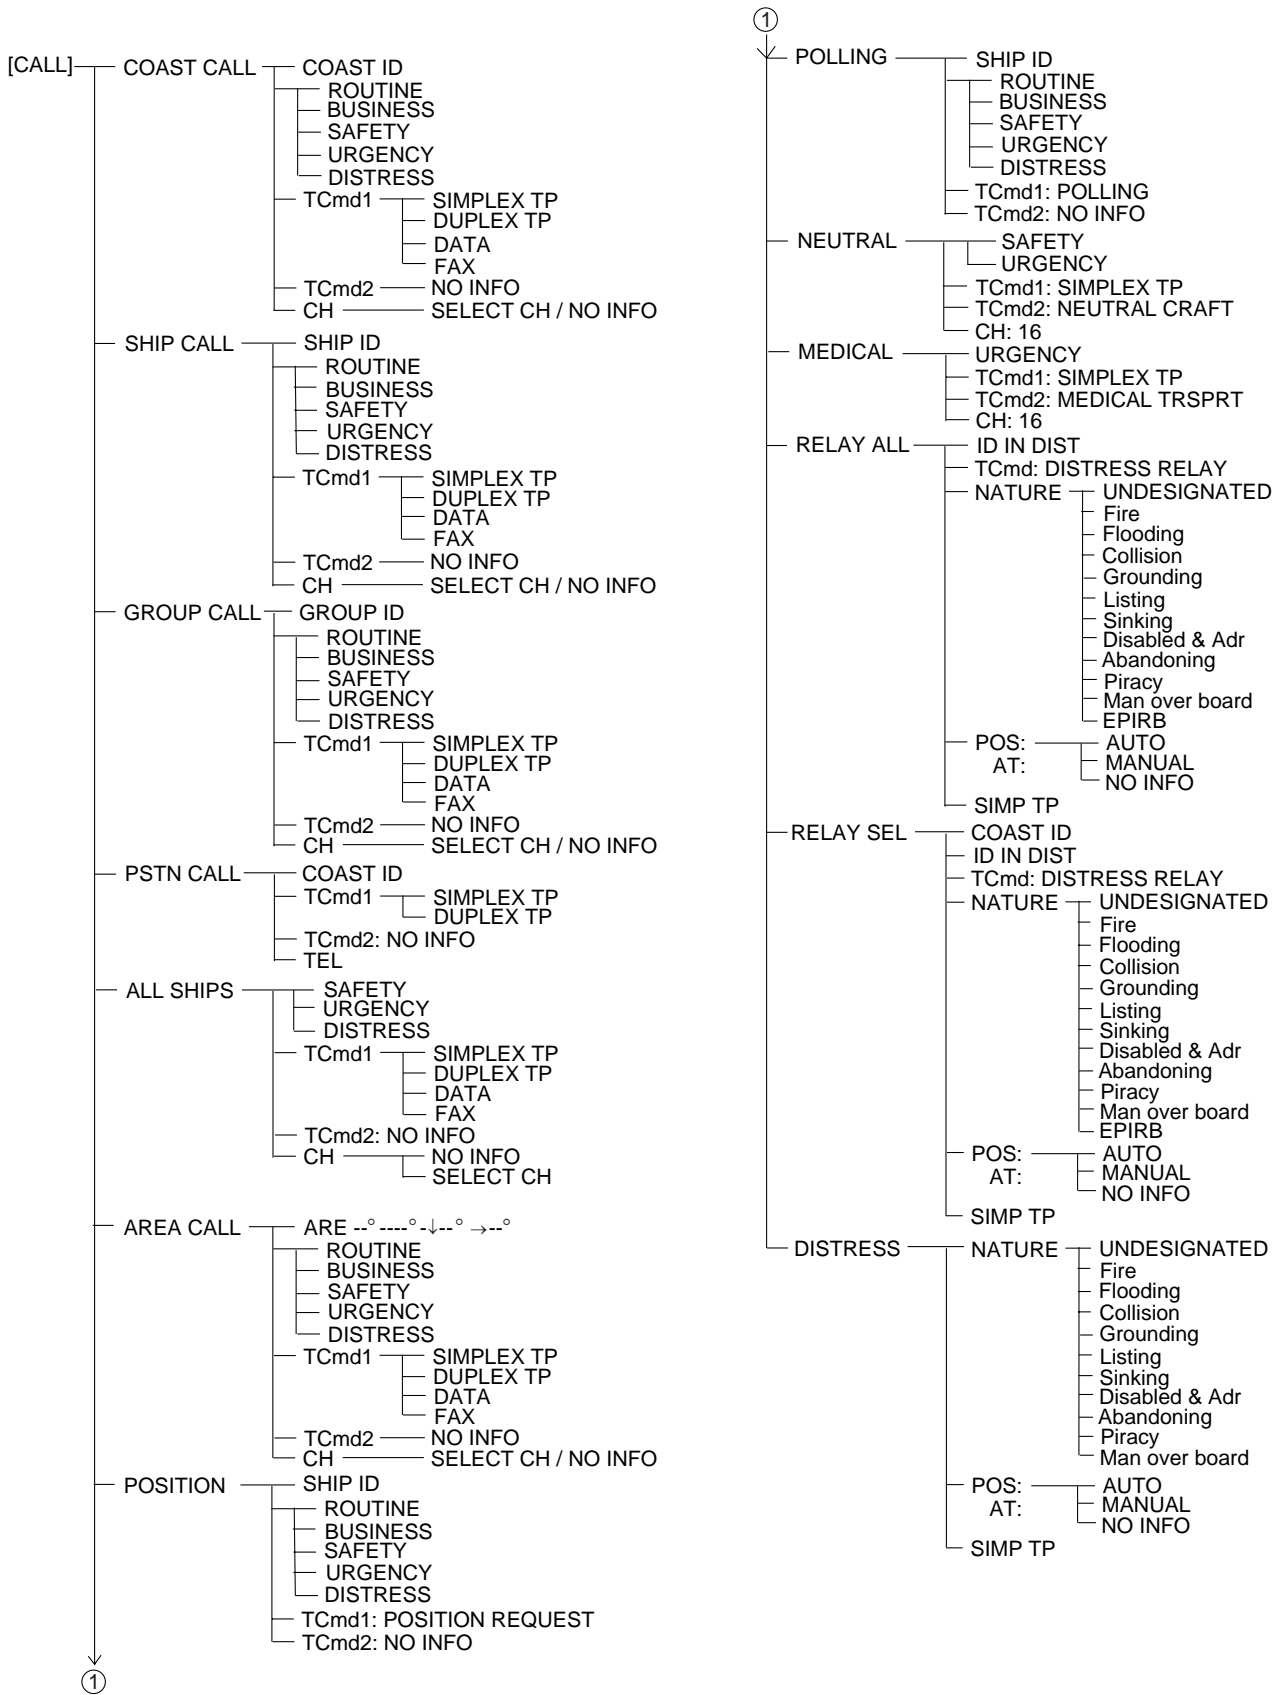 [CALL]
COAST CALL
COAST ID
ROUTINE
BUSINESS
SAFETY
URGENCY
DISTRESS
TCmd1
SIMPLEX TP
DUPLEX TP
DATA
FAX
TCmd2
NO INFO
CH
SELECT CH / NO INFO
SHIP CALL
SHIP ID
ROUTINE
BUSINESS
SAFETY
URGENCY
DISTRESS
TCmd1
SIMPLEX TP
DUPLEX TP
DATA
FAX
TCmd2
NO INFO
CH
SELECT CH / NO INFO
GROUP CALL
GROUP ID
ROUTINE
BUSINESS
SAFETY
URGENCY
DISTRESS
TCmd1
SIMPLEX TP
DUPLEX TP
DATA
FAX
TCmd2
NO INFO
CH
SELECT CH / NO INFO
PSTN CALL
COAST ID
TCmd1
SIMPLEX TP
DUPLEX TP
TCmd2: NO INFO
TEL
ALL SHIPS
SAFETY
URGENCY
DISTRESS
TCmd1
SIMPLEX TP
DUPLEX TP
DATA
FAX
TCmd2: NO INFO
CH
NO INFO
SELECT CH
AREA CALL
ARE --° ----° -↓--° →--°
ROUTINE
BUSINESS
SAFETY
URGENCY
DISTRESS
TCmd1
SIMPLEX TP
DUPLEX TP
DATA
FAX
TCmd2
NO INFO
CH
SELECT CH / NO INFO
POSITION
SHIP ID
ROUTINE
BUSINESS
SAFETY
URGENCY
DISTRESS
TCmd1: POSITION REQUEST
TCmd2: NO INFO
①
①
POLLING
SHIP ID
ROUTINE
BUSINESS
SAFETY
URGENCY
DISTRESS
TCmd1: POLLING
TCmd2: NO INFO
NEUTRAL
SAFETY
URGENCY
TCmd1: SIMPLEX TP
TCmd2: NEUTRAL CRAFT
CH: 16
MEDICAL
URGENCY
TCmd1: SIMPLEX TP
TCmd2: MEDICAL TRSPRT
CH: 16
RELAY ALL
ID IN DIST
TCmd: DISTRESS RELAY
NATURE
UNDESIGNATED
Fire
Flooding
Collision
Grounding
Listing
Sinking
Disabled & Adr
Abandoning
Piracy
Man over board
EPIRB
POS:
AT:
AUTO
MANUAL
NO INFO
SIMP TP
RELAY SEL
COAST ID
ID IN DIST
TCmd: DISTRESS RELAY
NATURE
UNDESIGNATED
Fire
Flooding
Collision
Grounding
Listing
Sinking
Disabled & Adr
Abandoning
Piracy
Man over board
EPIRB
POS:
AT:
AUTO
MANUAL
NO INFO
SIMP TP
DISTRESS
NATURE
UNDESIGNATED
Fire
Flooding
Collision
Grounding
Listing
Sinking
Disabled & Adr
Abandoning
Piracy
Man over board
POS:
AT:
AUTO
MANUAL
NO INFO
SIMP TP